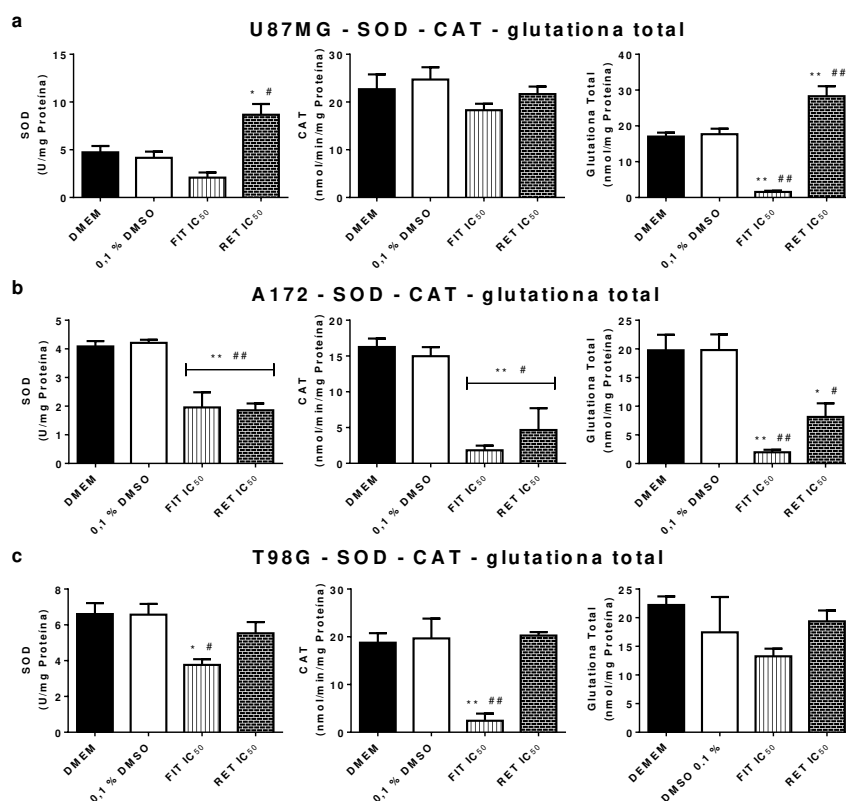 a
U87MG - SOD - CAT - glutationa total
SOD
(U/mg Proteína)
15
10
5
0
* #
DMEM
0,1 % DMSO
FIT IC50
RET IC50
CAT
(nmol/min/mg Proteína)
30
20
10
0
DMEM
0,1 % DMSO
FIT IC50
RET IC50
Glutationa Total
(nmol/mg Proteína)
40
30
20
10
0
** ##
** ##
DMEM
0,1 % DMSO
FIT IC50
RET IC50
b
A172 - SOD - CAT - glutationa total
SOD
(U/mg Proteína)
5
4
3
2
1
0
** ##
DMEM
0,1 % DMSO
FIT IC50
RET IC50
CAT
(nmol/min/mg Proteína)
20
15
10
5
0
** #
DMEM
0,1 % DMSO
FIT IC50
RET IC50
Glutationa Total
(nmol/mg Proteína)
25
20
15
10
5
0
** ##
* #
DMEM
0,1 % DMSO
FIT IC50
RET IC50
c
T98G - SOD - CAT - glutationa total
SOD
(U/mg Proteína)
8
6
4
2
0
* #
DMEM
0,1 % DMSO
FIT IC50
RET IC50
CAT
(nmol/min/mg Proteína)
30
20
10
0
** ##
DMEM
0,1 % DMSO
FIT IC50
RET IC50
Glutationa Total
(nmol/mg Proteína)
25
20
15
10
5
0
DEMEM
DMSO 0,1 %
FIT IC50
RET IC50